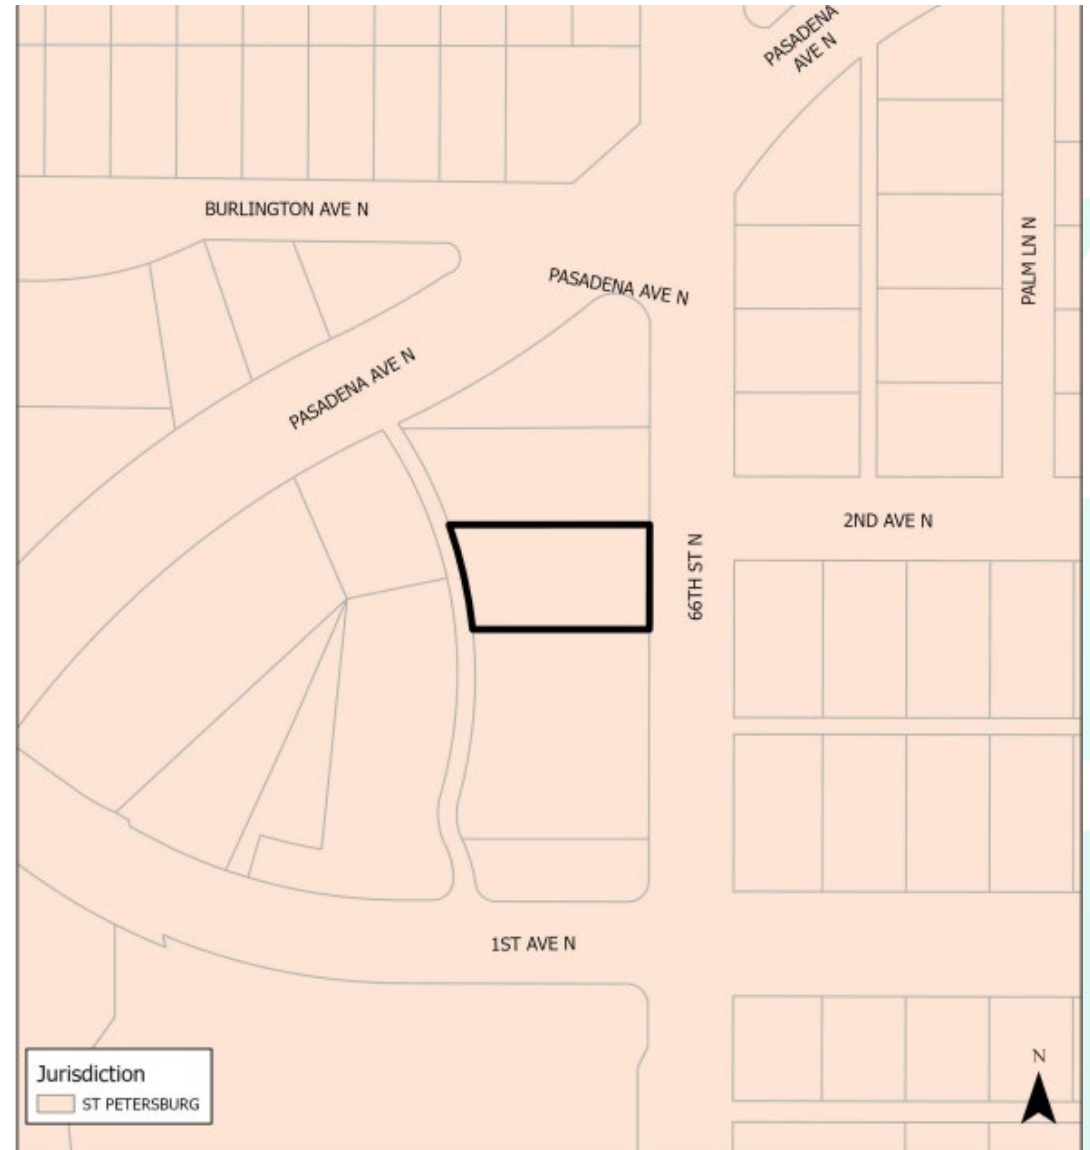 PASADENA
AVE N
BURLINGTON AVE N
PALM LN N
PASADENA AVE N
PASADENA AVE N
2ND AVE N
66TH ST N
1ST AVE N
N
Jurisdiction
ST PETERSBURG